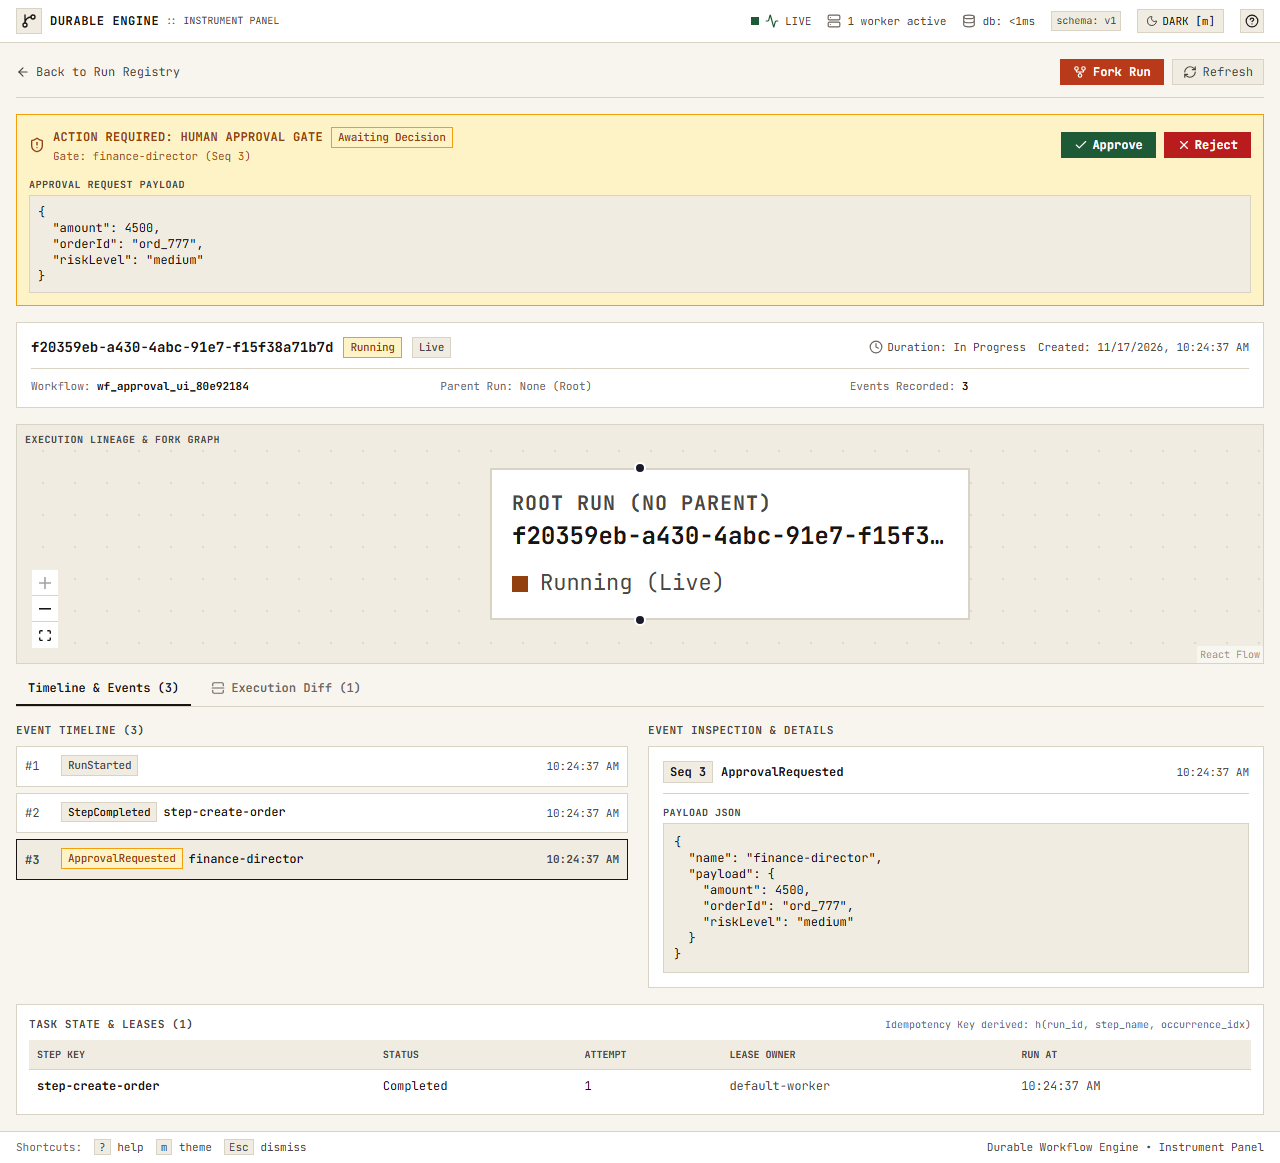 DURABLE ENGINE :: INSTRUMENT PANEL
LIVE
1 worker active
db: <1ms
schema: v1
DARK [m]
Back to Run Registry
Fork Run
Refresh
ACTION REQUIRED: HUMAN APPROVAL GATE
Awaiting Decision
Gate: finance-director (Seq 3)
Approve
Reject
APPROVAL REQUEST PAYLOAD
{
"amount": 4500,
"orderId": "ord_777",
"riskLevel": "medium"
}
f20359eb-a430-4abc-91e7-f15f38a71b7d
Running
Live
Duration: In Progress
Created: 11/17/2026, 10:24:37 AM
Workflow: wf_approval_ui_80e92184
Parent Run: None (Root)
Events Recorded: 3
EXECUTION LINEAGE & FORK GRAPH
ROOT RUN (NO PARENT)
f20359eb-a430-4abc-91e7-f15f3…
Running (Live)
React Flow
Timeline & Events (3)
Execution Diff (1)
EVENT TIMELINE (3)
#1 RunStarted 10:24:37 AM
#2 StepCompleted step-create-order 10:24:37 AM
#3 ApprovalRequested finance-director 10:24:37 AM
EVENT INSPECTION & DETAILS
Seq 3 ApprovalRequested 10:24:37 AM
PAYLOAD JSON
{
"name": "finance-director",
"payload": {
"amount": 4500,
"orderId": "ord_777",
"riskLevel": "medium"
}
}
TASK STATE & LEASES (1)
Idempotency Key derived: h(run_id, step_name, occurrence_idx)
STEP KEY STATUS ATTEMPT LEASE OWNER RUN AT
step-create-order Completed 1 default-worker 10:24:37 AM
Shortcuts: ? help m theme Esc dismiss
Durable Workflow Engine • Instrument Panel